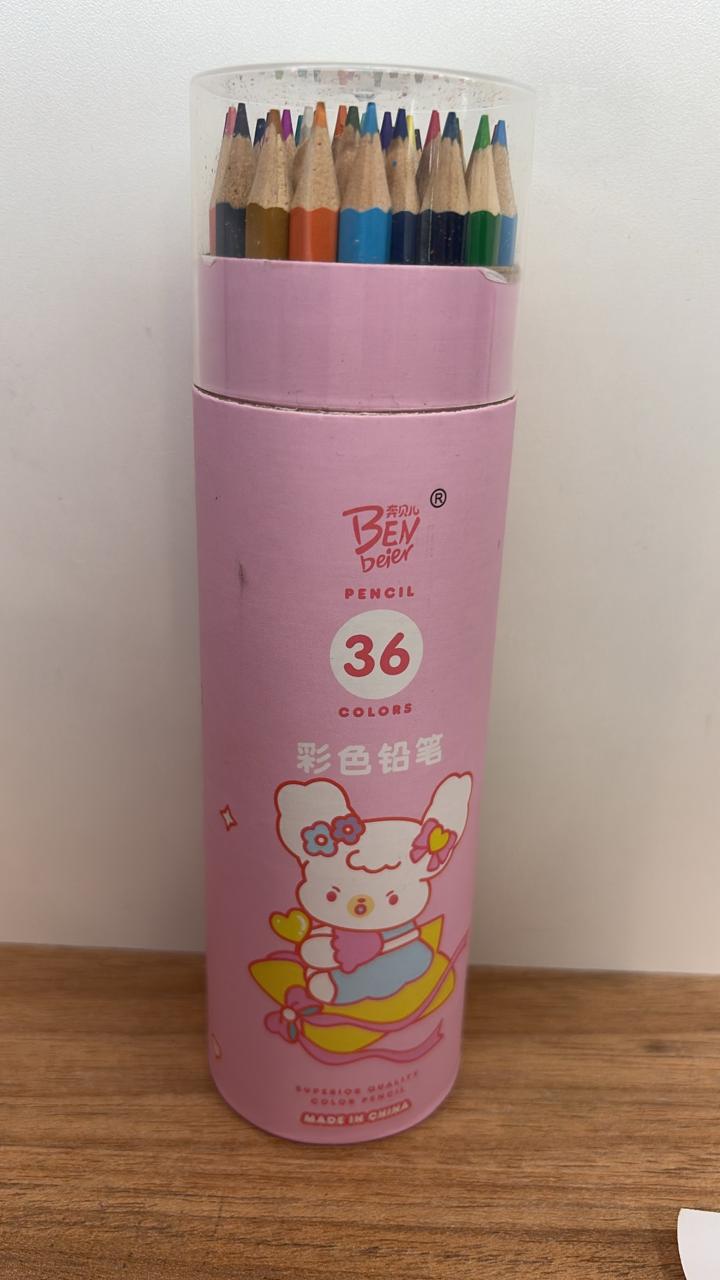 ®
奔贝儿
BEN
beier
PENCIL
36
COLORS
彩色铅笔
SUPERIOR QUALITY
COLOR PENCIL
MADE IN CHINA